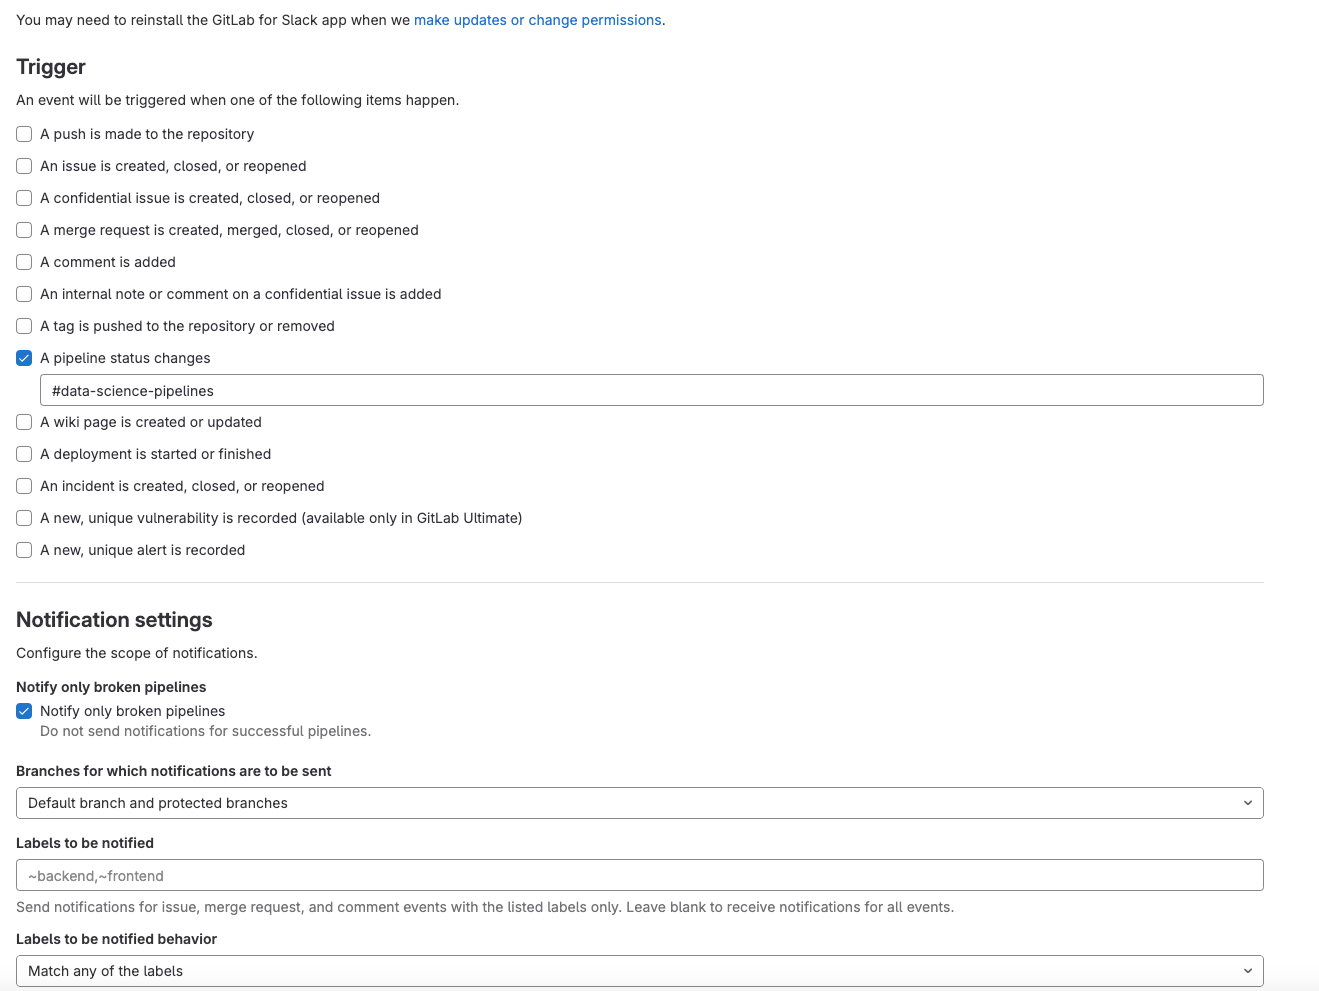 You may need to reinstall the GitLab for Slack app when we make updates or change permissions.
Trigger
An event will be triggered when one of the following items happen.
A push is made to the repository
An issue is created, closed, or reopened
A confidential issue is created, closed, or reopened
A merge request is created, merged, closed, or reopened
A comment is added
An internal note or comment on a confidential issue is added
A tag is pushed to the repository or removed
A pipeline status changes
#data-science-pipelines
A wiki page is created or updated
A deployment is started or finished
An incident is created, closed, or reopened
A new, unique vulnerability is recorded (available only in GitLab Ultimate)
A new, unique alert is recorded
Notification settings
Configure the scope of notifications.
Notify only broken pipelines
Notify only broken pipelines
Do not send notifications for successful pipelines.
Branches for which notifications are to be sent
Default branch and protected branches
Labels to be notified
~backend,~frontend
Send notifications for issue, merge request, and comment events with the listed labels only. Leave blank to receive notifications for all events.
Labels to be notified behavior
Match any of the labels